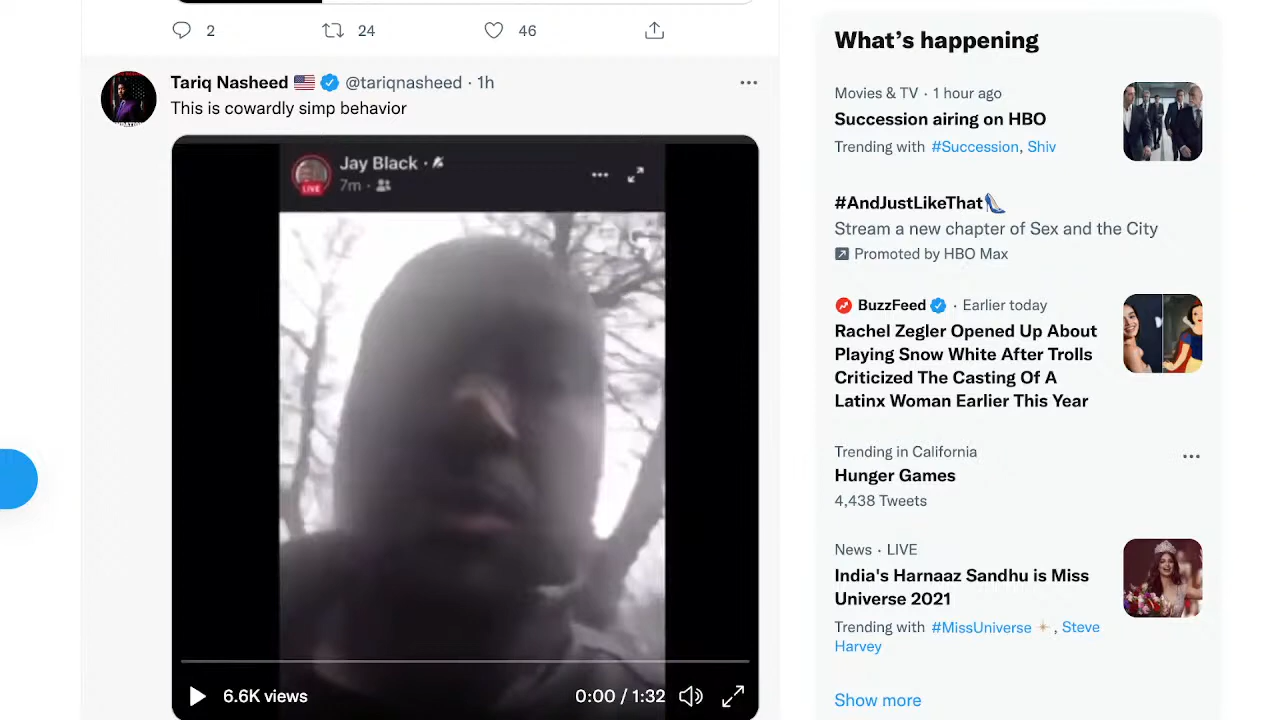 2 24 46
Tariq Nasheed @tariqnasheed · 1h
This is cowardly simp behavior
Jay Black ·
LIVE
7m ·
6.6K views 0:00 / 1:32
What's happening
Movies & TV · 1 hour ago
Succession airing on HBO
Trending with #Succession, Shiv
#AndJustLikeThat
Stream a new chapter of Sex and the City
Promoted by HBO Max
BuzzFeed · Earlier today
Rachel Zegler Opened Up About
Playing Snow White After Trolls
Criticized The Casting Of A
Latinx Woman Earlier This Year
Trending in California
Hunger Games
4,438 Tweets
News · LIVE
India's Harnaaz Sandhu is Miss
Universe 2021
Trending with #MissUniverse , Steve
Harvey
Show more